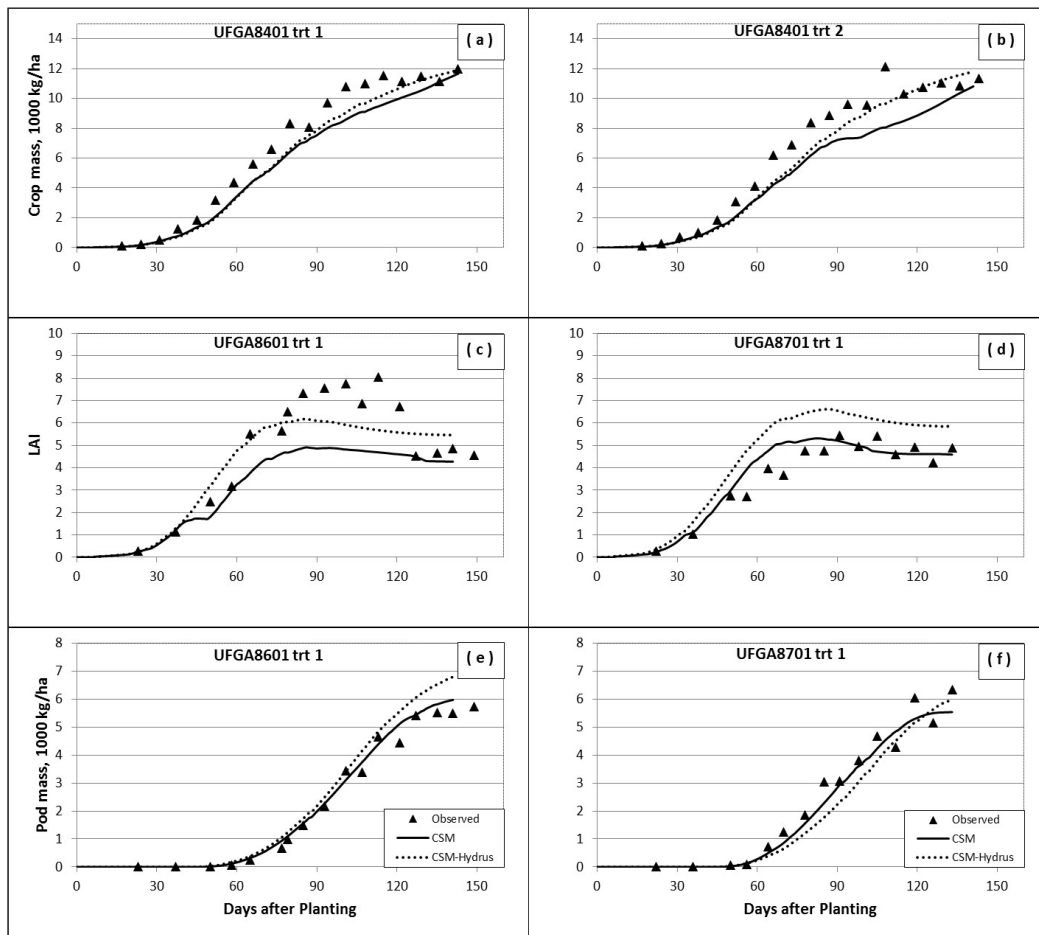 UFGA8401 trt 1
( a )
Crop mass, 1000 kg/ha
14
12
10
8
6
4
2
0
0 30 60 90 120 150
UFGA8401 trt 2
( b )
14
12
10
8
6
4
2
0
0 30 60 90 120 150
UFGA8601 trt 1
( c )
LAI
10
9
8
7
6
5
4
3
2
1
0
0 30 60 90 120 150
UFGA8701 trt 1
( d )
10
9
8
7
6
5
4
3
2
1
0
0 30 60 90 120 150
UFGA8601 trt 1
( e )
Pod mass, 1000 kg/ha
8
7
6
5
4
3
2
1
0
Observed
CSM
CSM-Hydrus
0 30 60 90 120 150
Days after Planting
UFGA8701 trt 1
( f )
8
7
6
5
4
3
2
1
0
Observed
CSM
CSM-Hydrus
0 30 60 90 120 150
Days after Planting